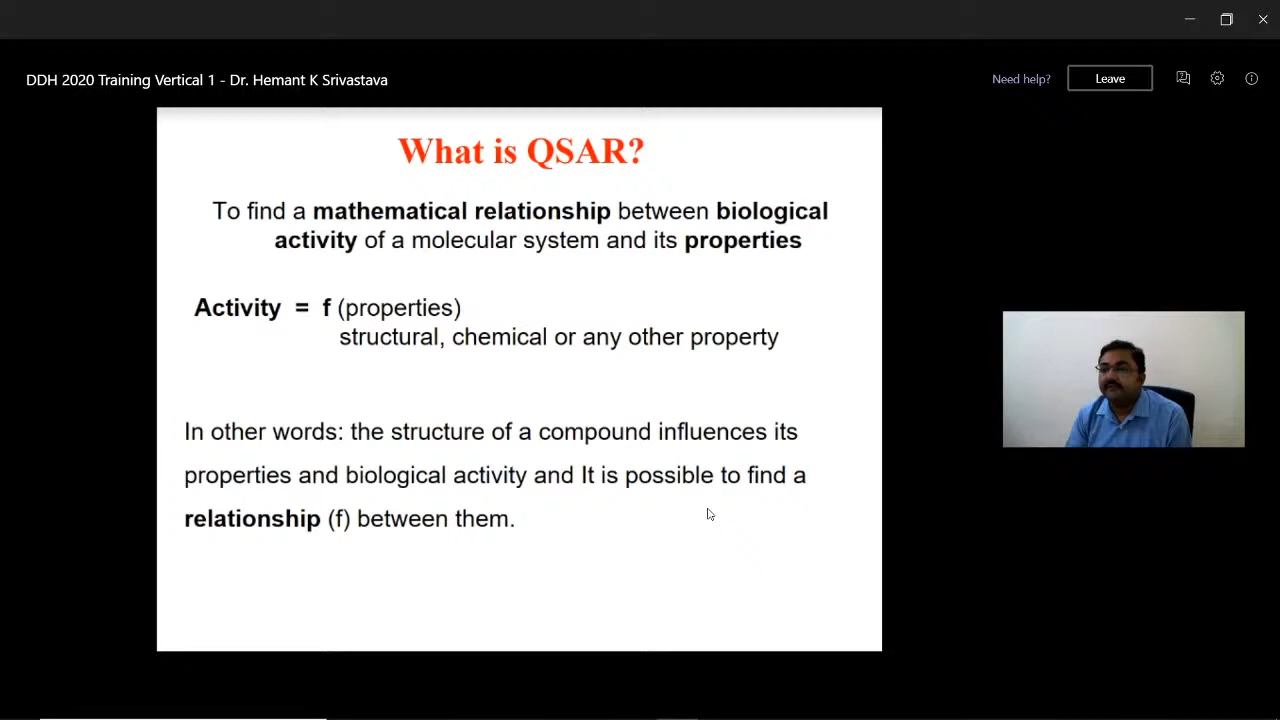 DDH 2020 Training Vertical 1 - Dr. Hemant K Srivastava
Need help?
Leave
What is QSAR?
To find a mathematical relationship between biological
activity of a molecular system and its properties
Activity = f (properties)
structural, chemical or any other property
In other words: the structure of a compound influences its
properties and biological activity and It is possible to find a
relationship (f) between them.